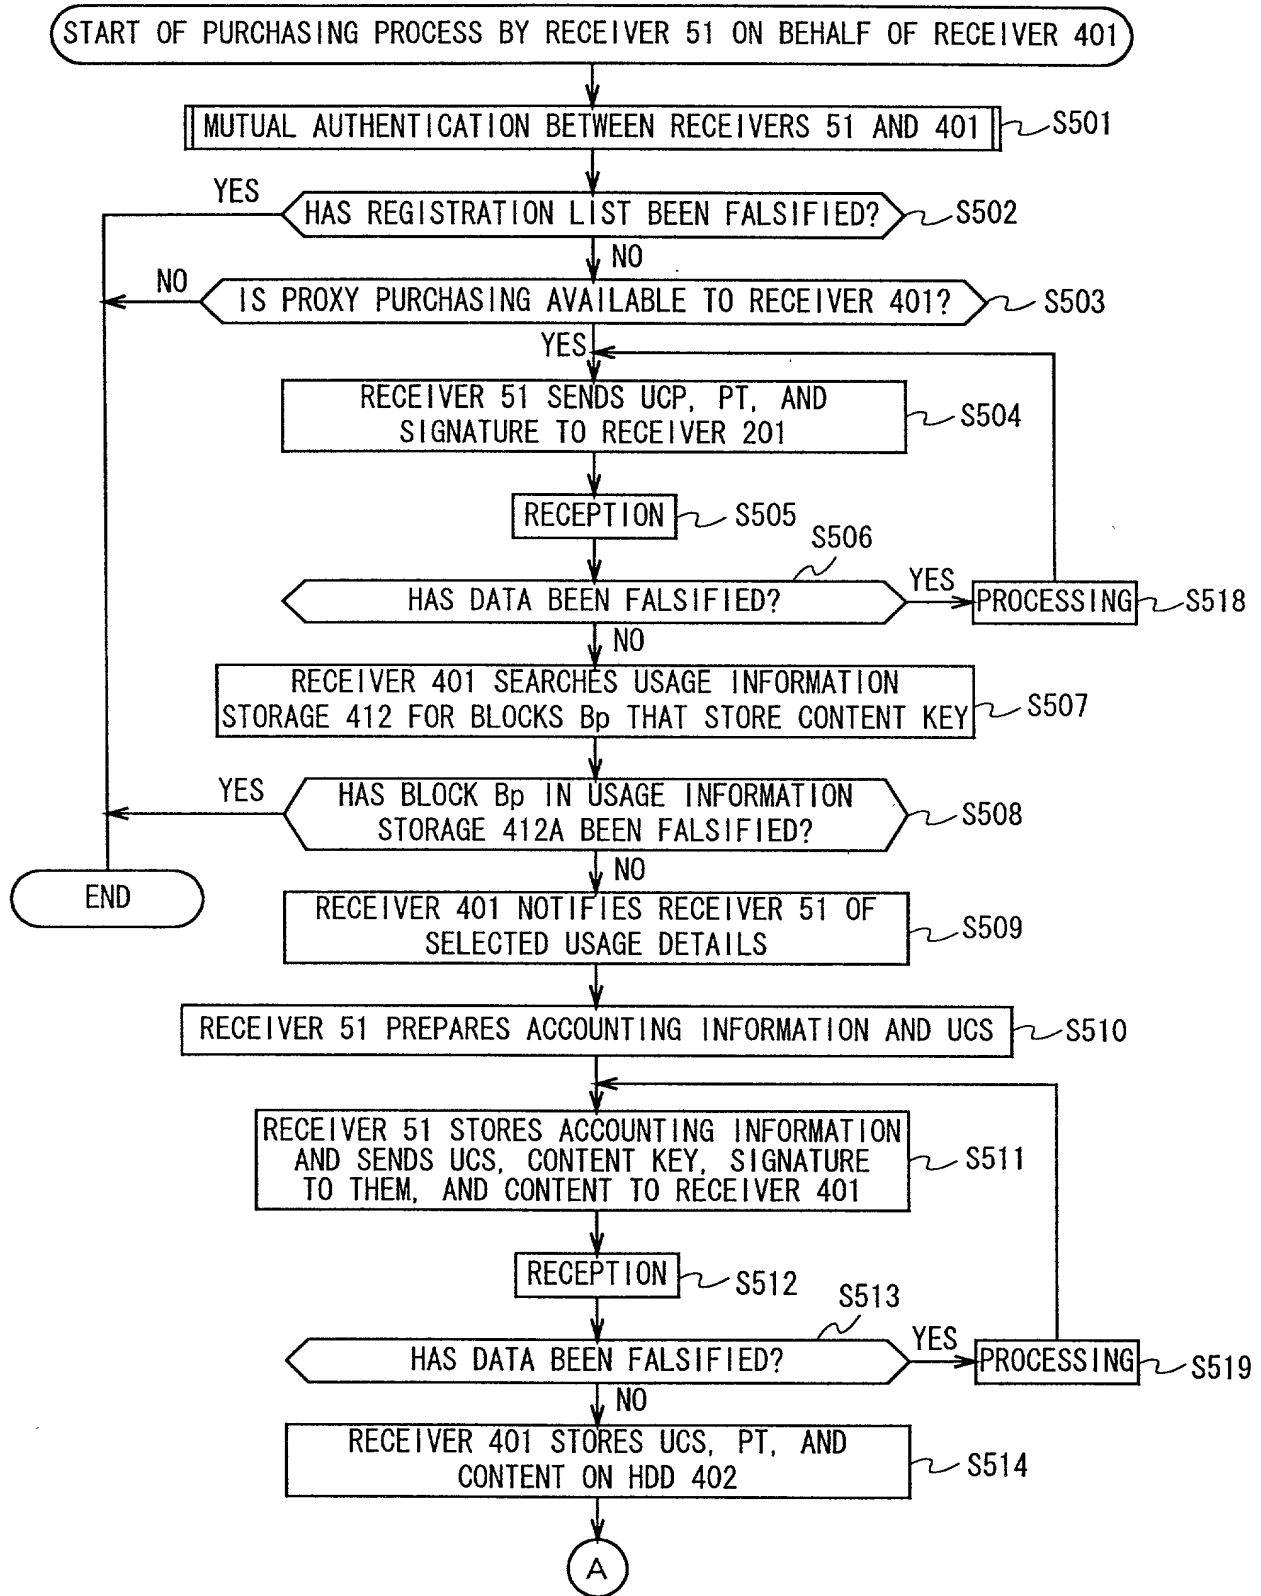 START OF PURCHASING PROCESS BY RECEIVER 51 ON BEHALF OF RECEIVER 401
MUTUAL AUTHENTICATION BETWEEN RECEIVERS 51 AND 401
S501
YES
HAS REGISTRATION LIST BEEN FALSIFIED?
S502
NO
NO
IS PROXY PURCHASING AVAILABLE TO RECEIVER 401?
S503
YES
RECEIVER 51 SENDS UCP, PT, AND
SIGNATURE TO RECEIVER 201
S504
RECEPTION
S505
S506
HAS DATA BEEN FALSIFIED?
YES
PROCESSING
S518
NO
RECEIVER 401 SEARCHES USAGE INFORMATION
STORAGE 412 FOR BLOCKS Bp THAT STORE CONTENT KEY
S507
YES
HAS BLOCK Bp IN USAGE INFORMATION
STORAGE 412A BEEN FALSIFIED?
S508
NO
END
RECEIVER 401 NOTIFIES RECEIVER 51 OF
SELECTED USAGE DETAILS
S509
RECEIVER 51 PREPARES ACCOUNTING INFORMATION AND UCS
S510
RECEIVER 51 STORES ACCOUNTING INFORMATION
AND SENDS UCS, CONTENT KEY, SIGNATURE
TO THEM, AND CONTENT TO RECEIVER 401
S511
RECEPTION
S512
S513
HAS DATA BEEN FALSIFIED?
YES
PROCESSING
S519
NO
RECEIVER 401 STORES UCS, PT, AND
CONTENT ON HDD 402
S514
A